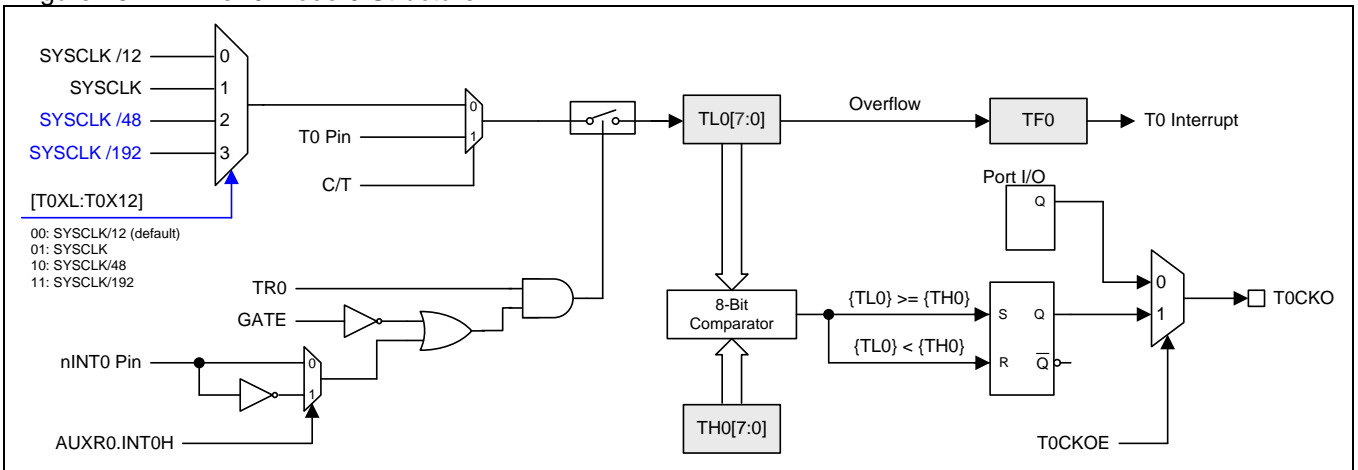 SYSCLK /12
0
SYSCLK
1
SYSCLK /48
2
SYSCLK /192
3
[T0XL:T0X12]
00: SYSCLK/12 (default)
01: SYSCLK
10: SYSCLK/48
11: SYSCLK/192
0
T0 Pin
1
C/T
TL0[7:0]
Overflow
TF0
T0 Interrupt
Port I/O
Q
TR0
GATE
nINT0 Pin
0
1
AUXR0.INT0H
8-Bit
Comparator
TH0[7:0]
{TL0} >= {TH0}
{TL0} < {TH0}
S
Q
R
Q
0
1
T0CKO
T0CKOE